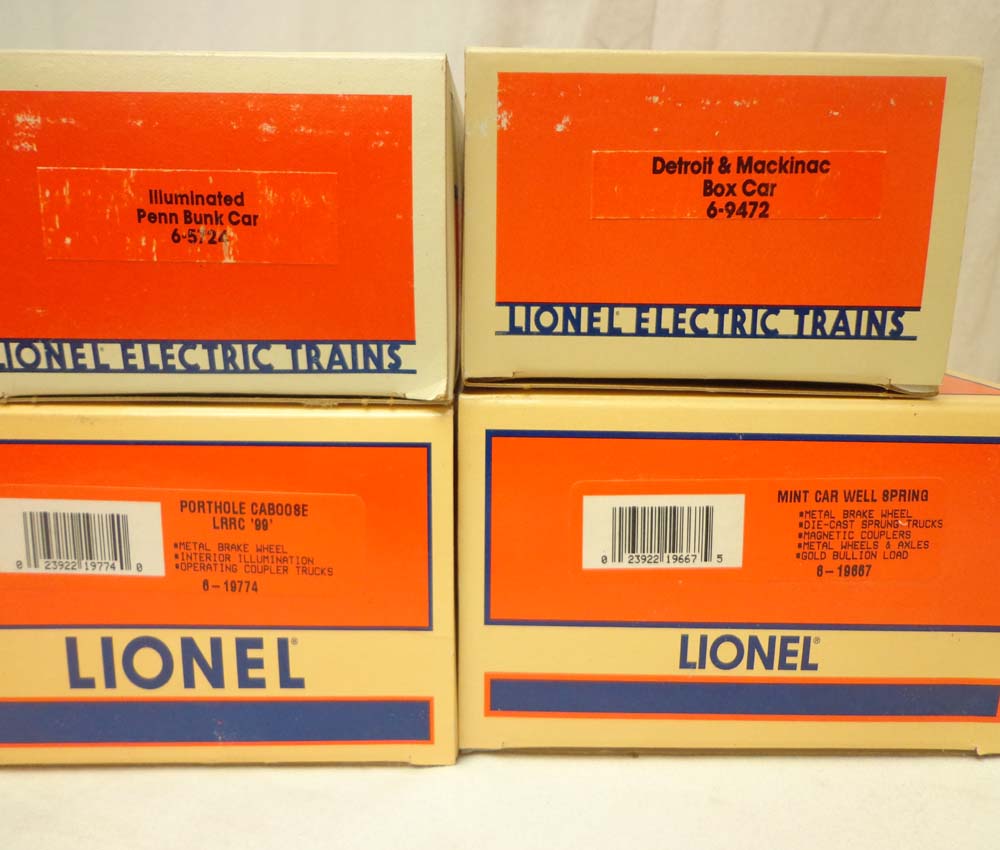 Illuminated
Penn Bunk Car
6-5724
LIONEL® ELECTRIC TRAINS
Detroit & Mackinac
Box Car
6-9472
LIONEL® ELECTRIC TRAINS
PORTHOLE CABOOSE
LRRC '99'
*METAL BRAKE WHEEL
*INTERIOR ILLUMINATION
*OPERATING COUPLER TRUCKS
6-19774
0 23922 19774 0
LIONEL®
MINT CAR WELL SPRING
*METAL BRAKE WHEEL
*DIE-CAST SPRUNG TRUCKS
*MAGNETIC COUPLERS
*METAL WHEELS & AXLES
*GOLD BULLION LOAD
6-19667
0 23922 19667 5
LIONEL®